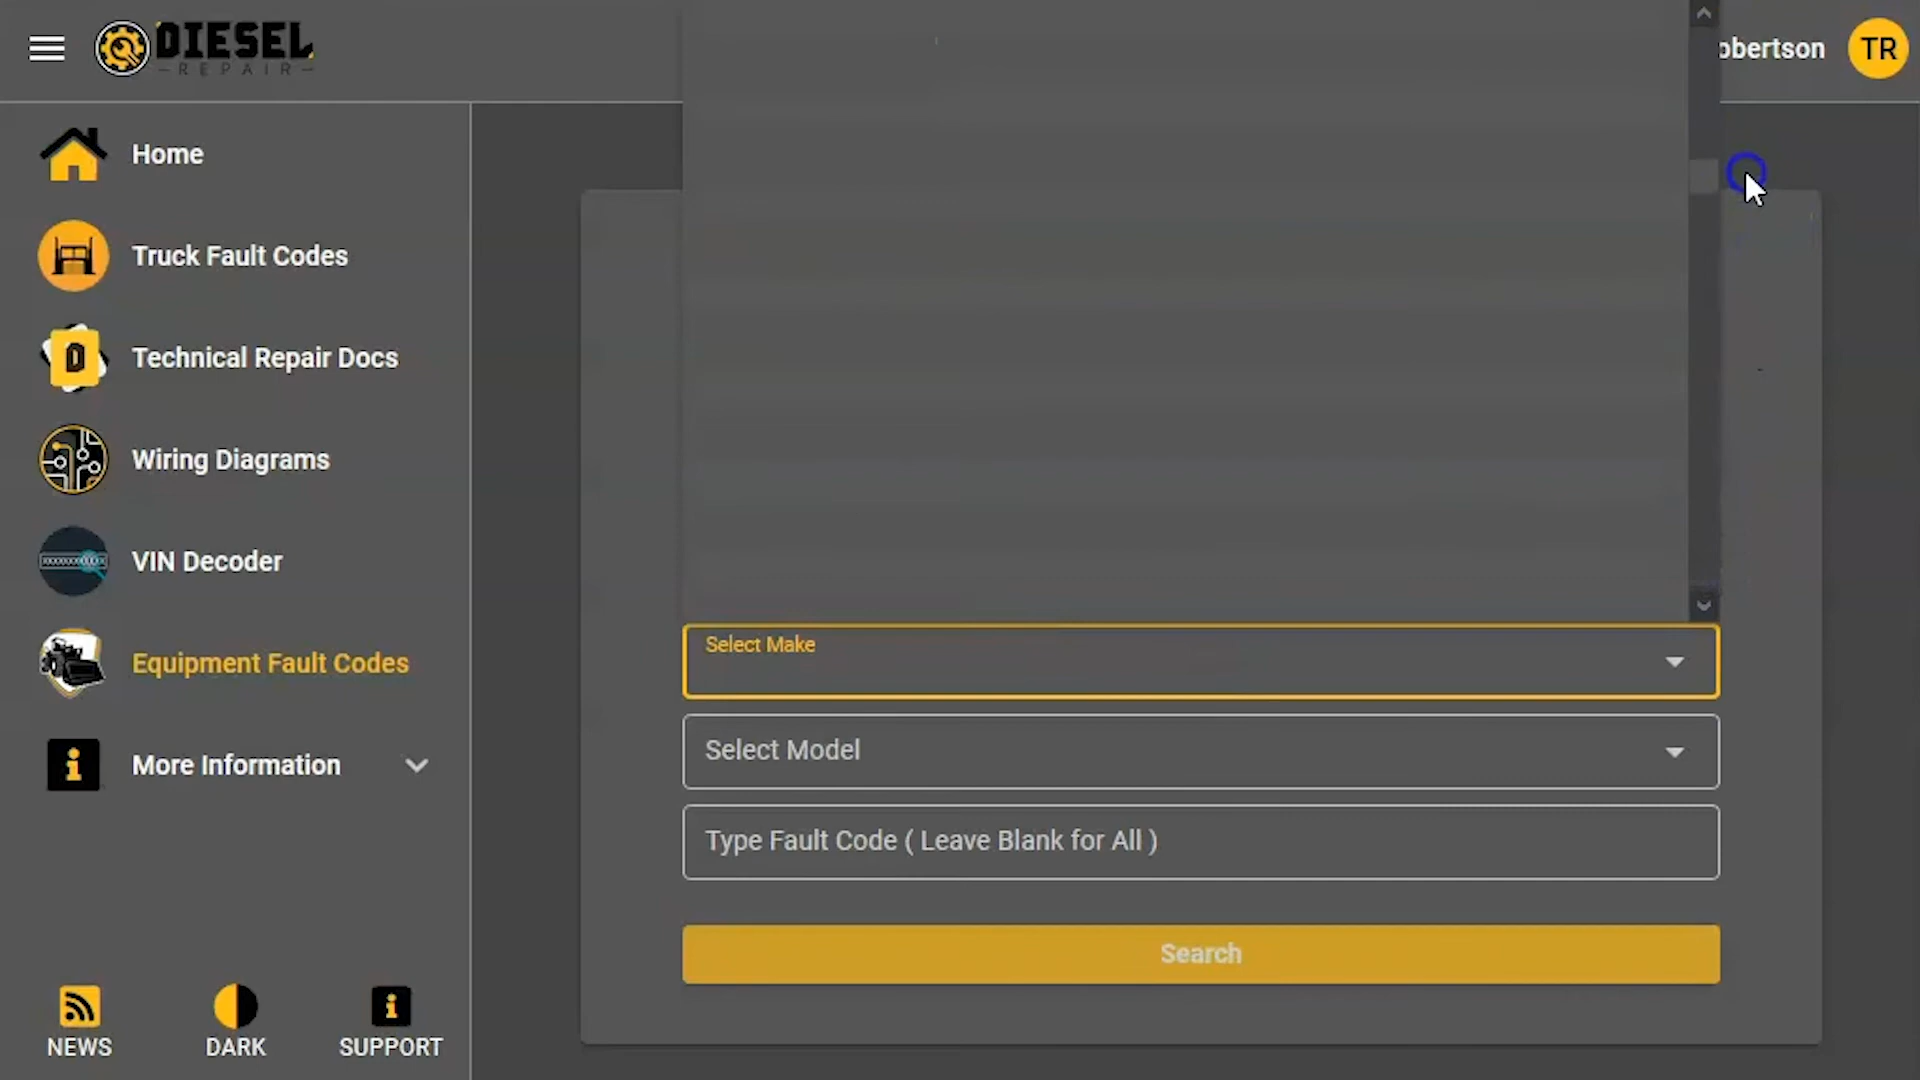 DIESEL
REPAIR
obertson
TR
Home
Truck Fault Codes
Technical Repair Docs
Wiring Diagrams
VIN Decoder
Equipment Fault Codes
More Information
Select Make
Select Model
Type Fault Code ( Leave Blank for All )
Search
NEWS
DARK
SUPPORT